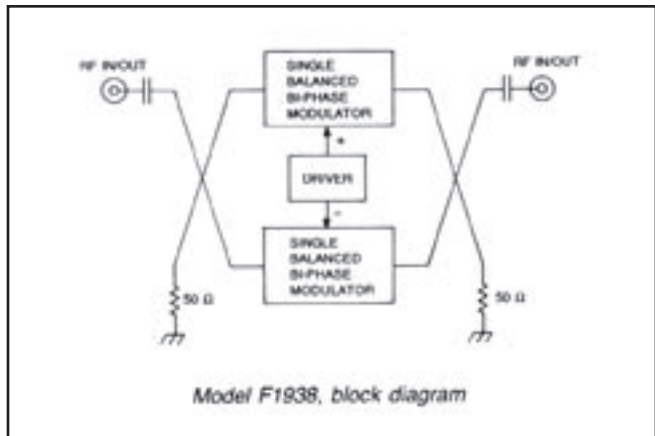 RF IN/OUT
SINGLE
BALANCED
BI-PHASE
MODULATOR
RF IN/OUT
+
DRIVER
-
SINGLE
BALANCED
BI-PHASE
MODULATOR
50 Ω
50 Ω
Model F1938, block diagram